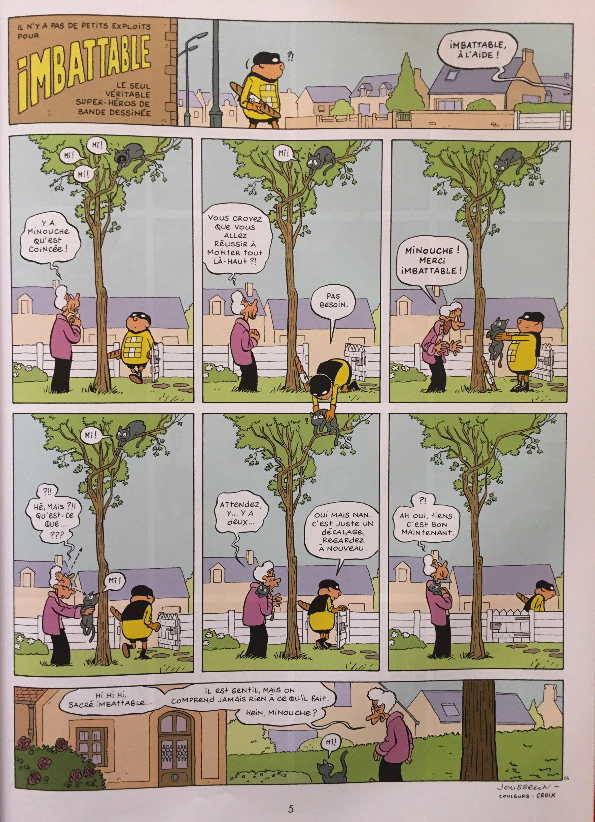 IL N'Y A PAS DE PETITS EXPLOITS
POUR
IMBATTABLE
LE SEUL
VÉRITABLE
SUPER-HÉROS DE
BANDE DESSINÉE
?!
IMBATTABLE,
À L'AIDE !
MI!
MI!
MI!
Y A
MINOUCHE
QU'EST
COINCÉE !
MI!
VOUS CROYEZ
QUE VOUS
ALLEZ
RÉUSSIR À
MONTER TOUT
LÀ-HAUT ?!
PAS
BESOIN.
MINOUCHE !
MERCI
IMBATTABLE !
MI!
?!!
HÉ, MAIS ?!!
QU'EST-CE
QUE...
???
MI!
ATTENDEZ,
Y... Y A
DEUX...
OUI MAIS NAN.
C'EST JUSTE UN
DÉCALAGE.
REGARDEZ
À NOUVEAU.
?!
AH OUI, TIENS.
C'EST BON
MAINTENANT.
HI HI HI,
SACRÉ IMBATTABLE...
IL EST GENTIL, MAIS ON
COMPREND JAMAIS RIEN À CE QU'IL FAIT.
HEIN, MINOUCHE ?
MI!
JOUSSELIN -
COULEURS : CROIX
5